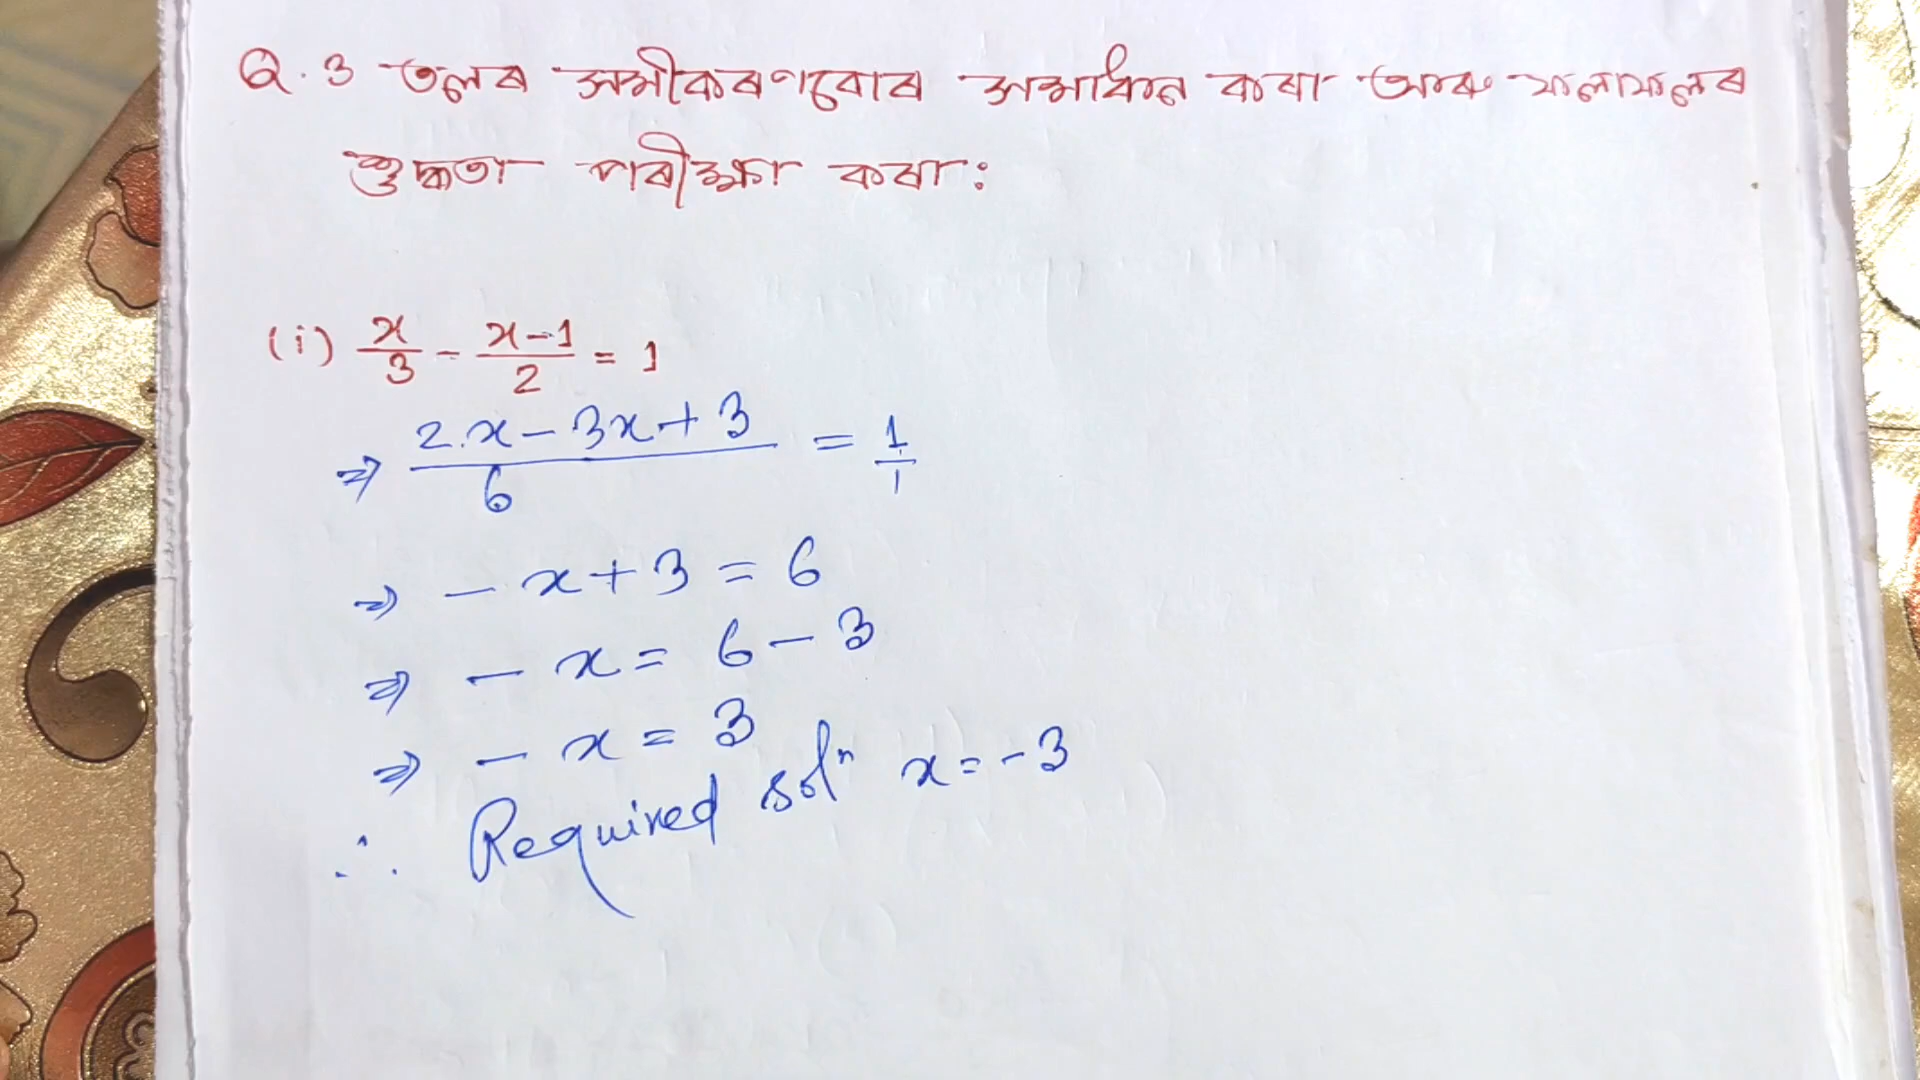 Q.3 তলৰ সমীকৰণবোৰ সমাধান কৰা আৰু ফলাফলৰ
শুদ্ধতা পৰীক্ষা কৰা:
(i) x/3 - x-1/2 = 1
⇒ 2x - 3x + 3/6 = 1/1
⇒ - x + 3 = 6
⇒ - x = 6 - 3
⇒ - x = 3
∴ Required solⁿ x = -3